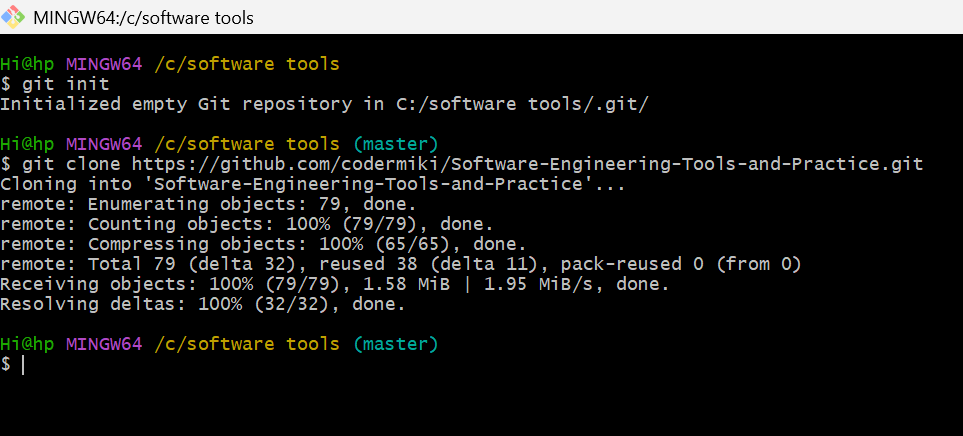 MINGW64:/c/software tools
Hi@hp MINGW64 /c/software tools
$ git init
Initialized empty Git repository in C:/software tools/.git/
Hi@hp MINGW64 /c/software tools (master)
$ git clone https://github.com/codermiki/Software-Engineering-Tools-and-Practice.git
Cloning into 'Software-Engineering-Tools-and-Practice'...
remote: Enumerating objects: 79, done.
remote: Counting objects: 100% (79/79), done.
remote: Compressing objects: 100% (65/65), done.
remote: Total 79 (delta 32), reused 38 (delta 11), pack-reused 0 (from 0)
Receiving objects: 100% (79/79), 1.58 MiB | 1.95 MiB/s, done.
Resolving deltas: 100% (32/32), done.
Hi@hp MINGW64 /c/software tools (master)
$